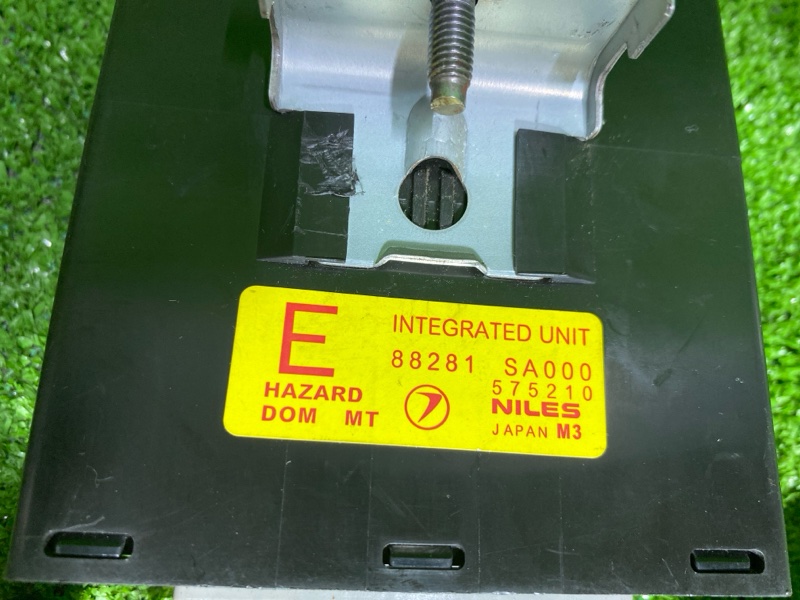 E
INTEGRATED UNIT
88281 SA000
575210
HAZARD
NILES
DOM MT
JAPAN M3